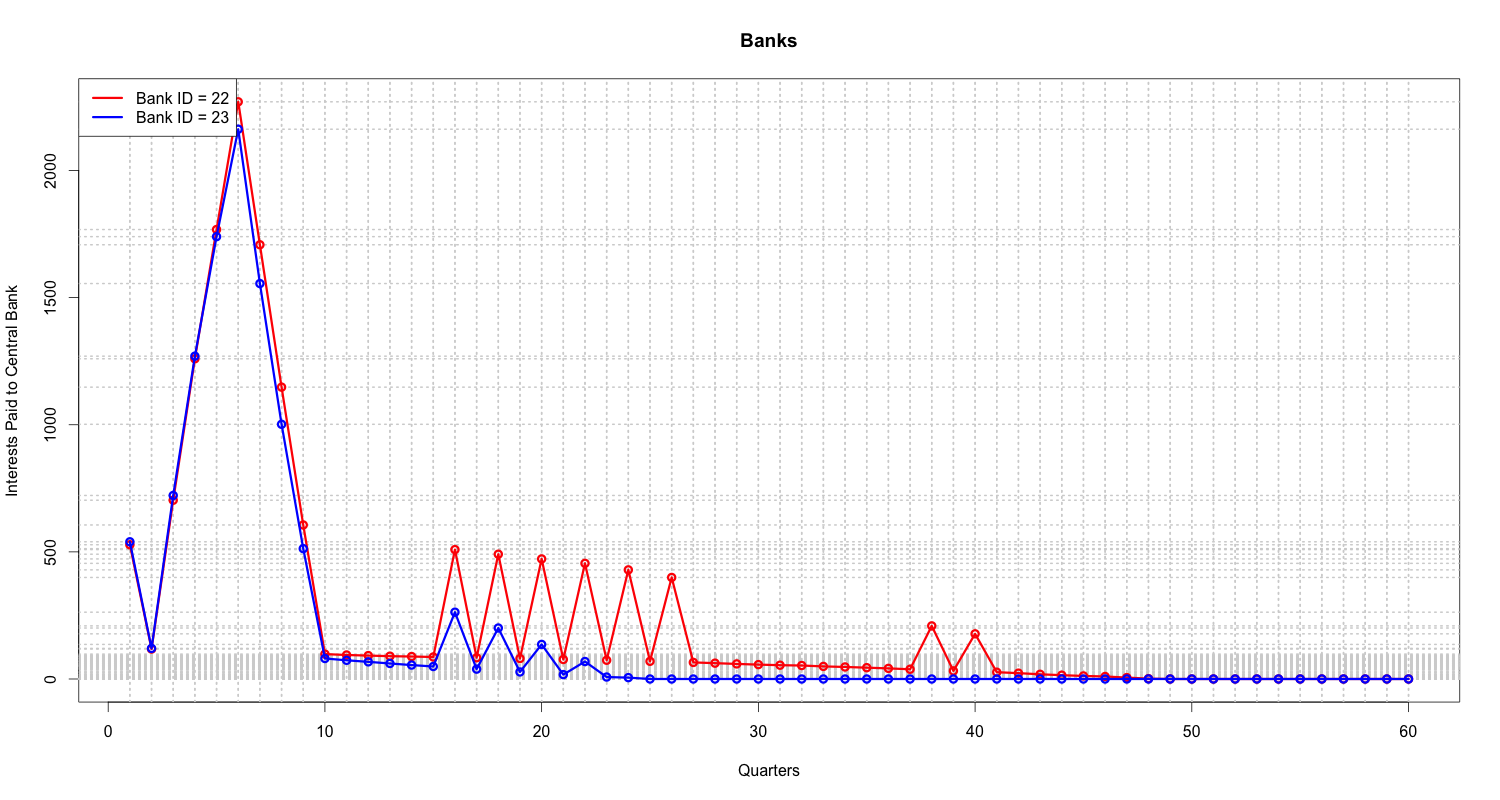 Banks
Bank ID = 22
Bank ID = 23
Interests Paid to Central Bank
2000
1500
1000
500
0
0 10 20 30 40 50 60
Quarters